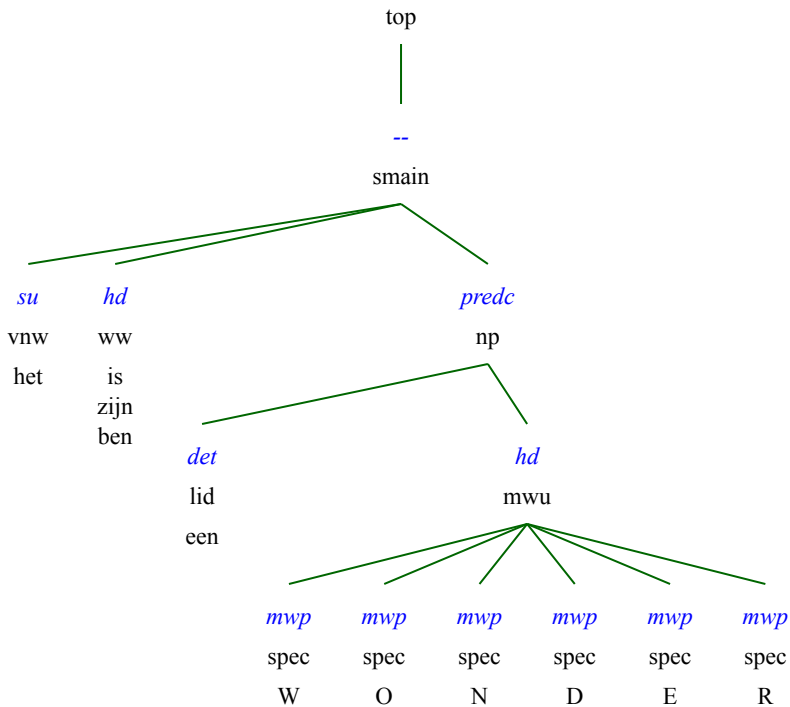 top
--
smain
su hd predc
vnw ww np
het is
zijn
ben
det hd
lid mwu
een
mwp mwp mwp mwp mwp mwp
spec spec spec spec spec spec
W O N D E R